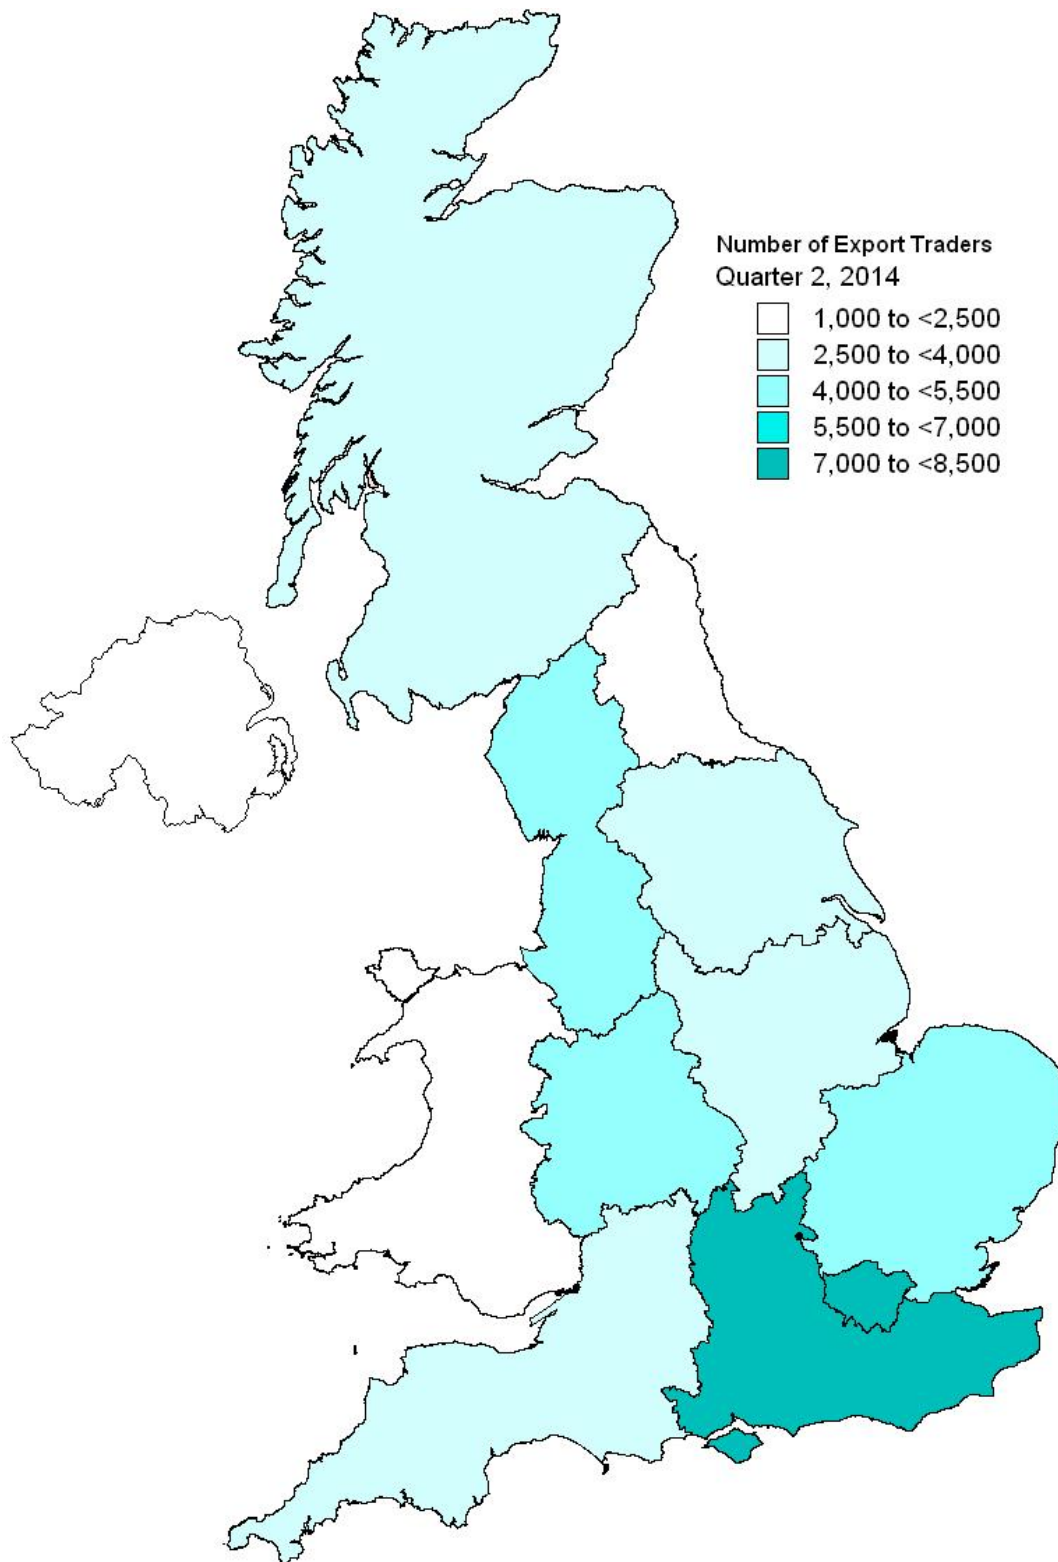 Number of Export Traders
Quarter 2, 2014
1,000 to <2,500
2,500 to <4,000
4,000 to <5,500
5,500 to <7,000
7,000 to <8,500